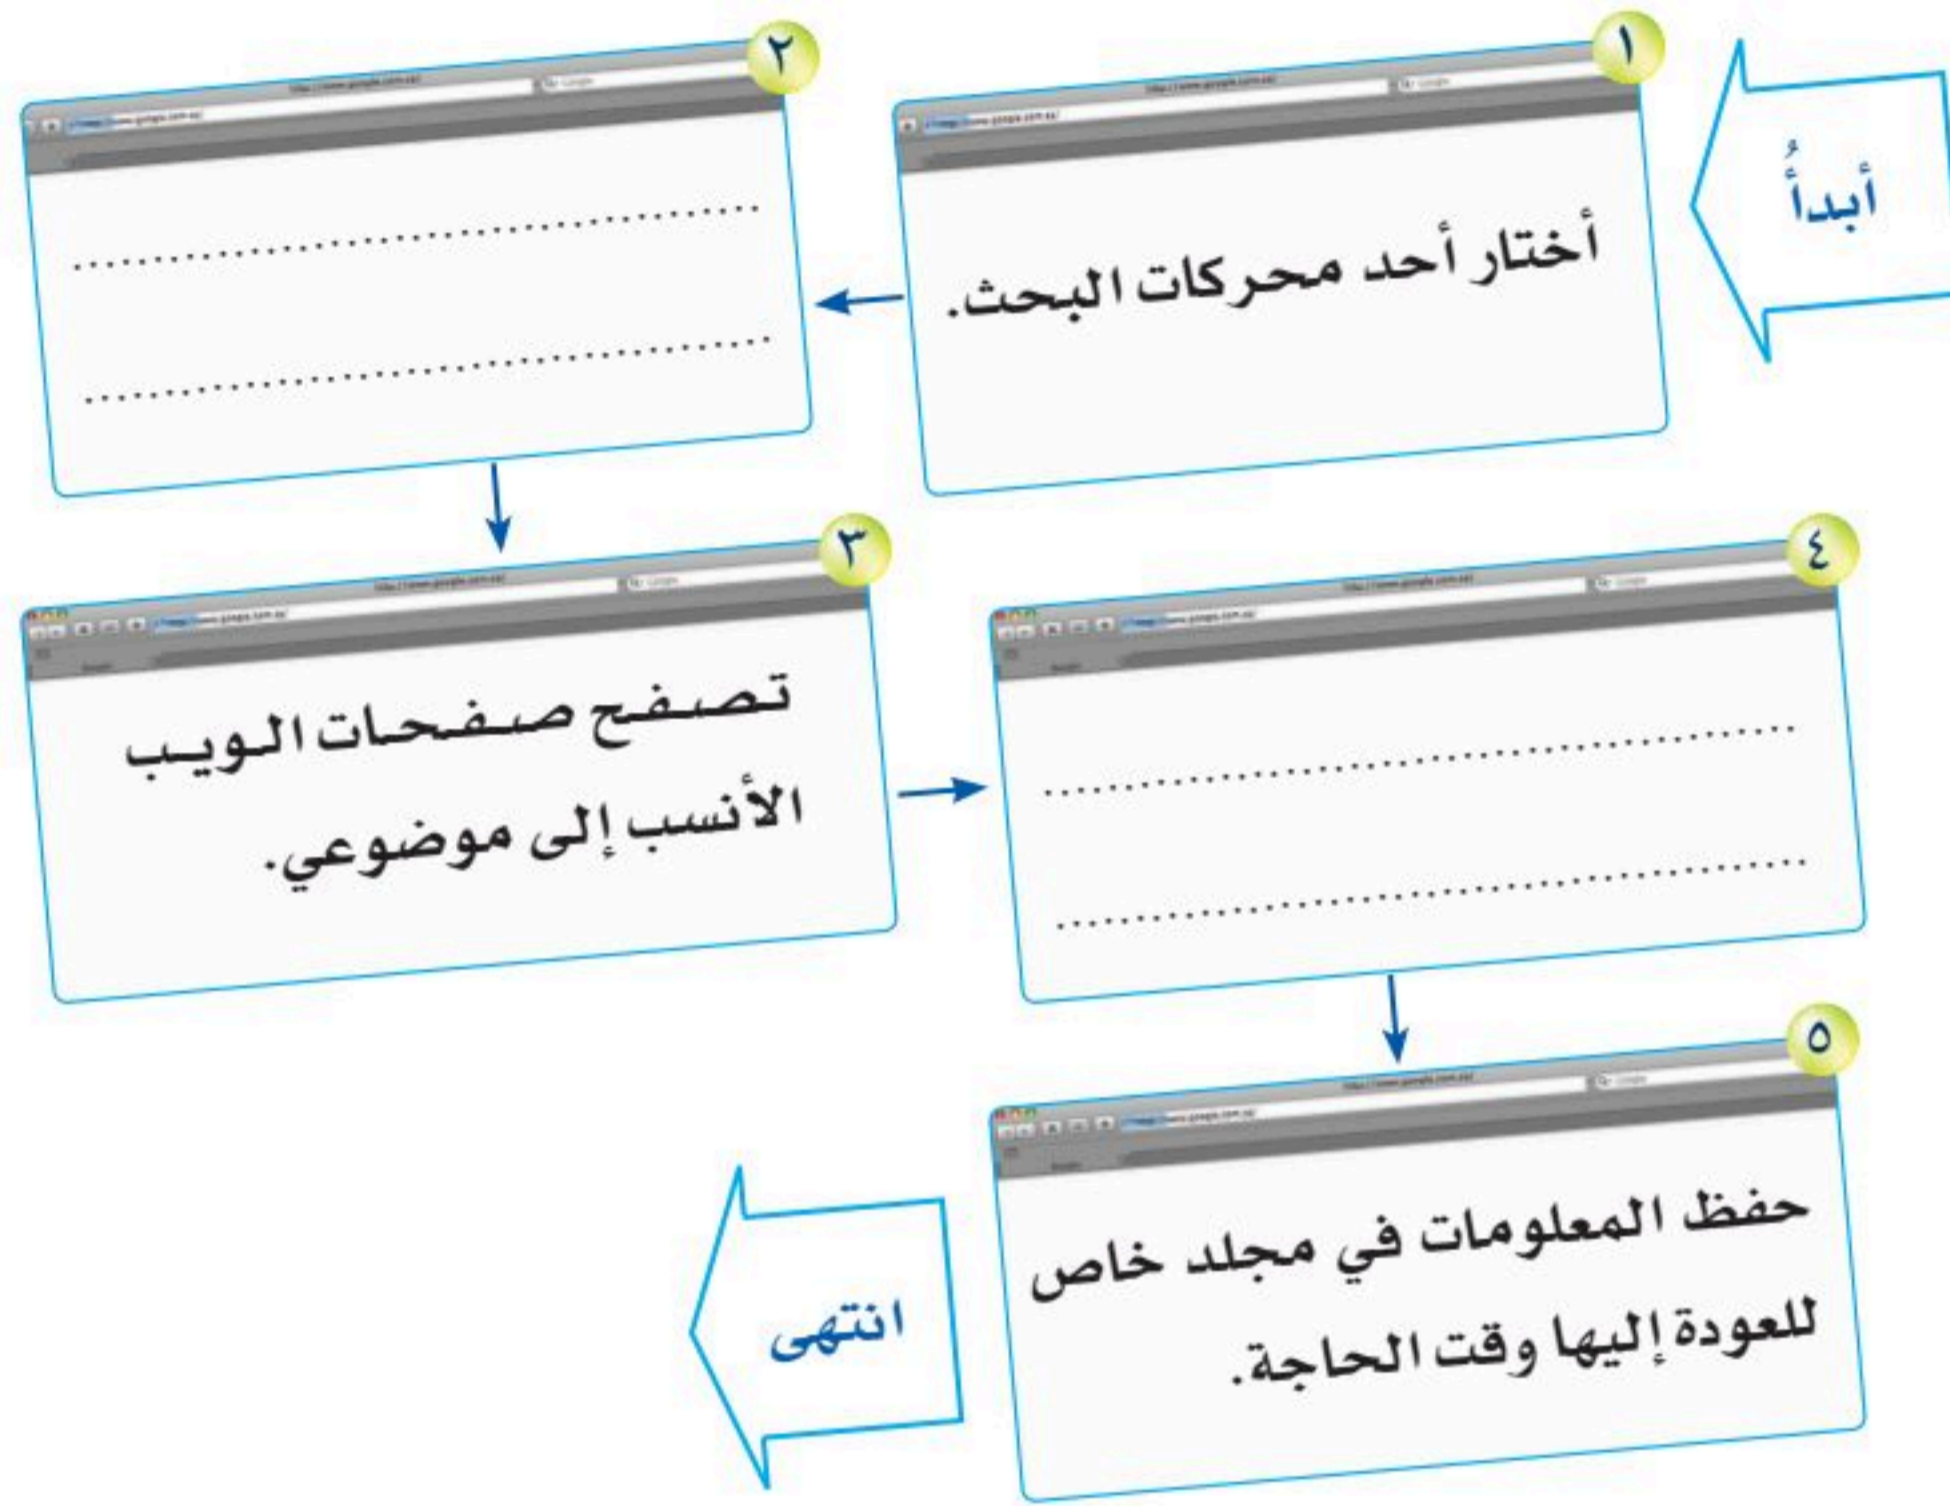 أبدأُ
١
أختار أحد محركات البحث.
٢
..........................................
..........................................
٣
تصفح صفحات الويب
الأنسب إلى موضوعي.
٤
..........................................
..........................................
٥
حفظ المعلومات في مجلد خاص
للعودة إليها وقت الحاجة.
انتهى